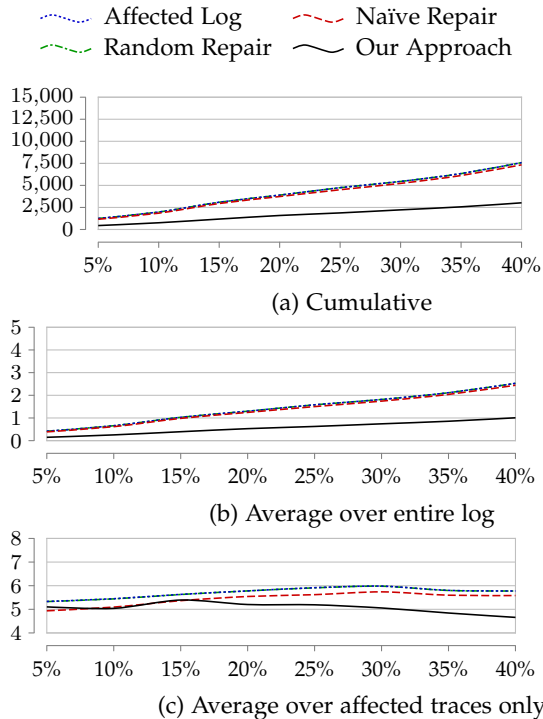 Affected Log Naïve Repair
Random Repair Our Approach
15,000
12,500
10,000
7,500
5,000
2,500
0
5% 10% 15% 20% 25% 30% 35% 40%
(a) Cumulative
5
4
3
2
1
0
5% 10% 15% 20% 25% 30% 35% 40%
(b) Average over entire log
8
7
6
5
4
5% 10% 15% 20% 25% 30% 35% 40%
(c) Average over affected traces only